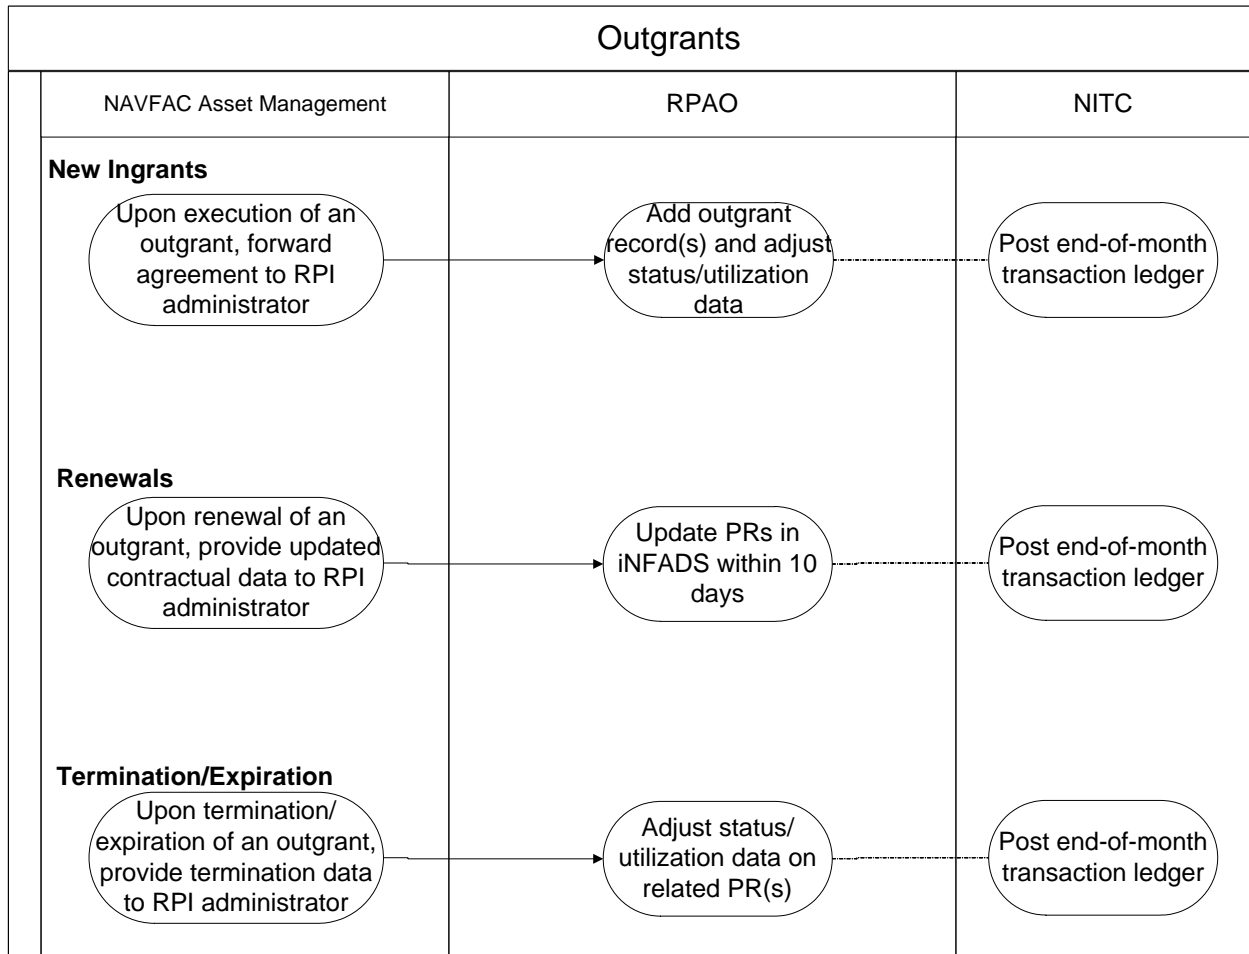 Outgrants
NAVFAC Asset Management
RPAO
NITC
New Ingrants
Upon execution of an
outgrant, forward
agreement to RPI
administrator
Add outgrant
record(s) and adjust
status/utilization
data
Post end-of-month
transaction ledger
Renewals
Upon renewal of an
outgrant, provide updated
contractual data to RPI
administrator
Update PRs in
iNFADS within 10
days
Post end-of-month
transaction ledger
Termination/Expiration
Upon termination/
expiration of an outgrant,
provide termination data
to RPI administrator
Adjust status/
utilization data on
related PR(s)
Post end-of-month
transaction ledger